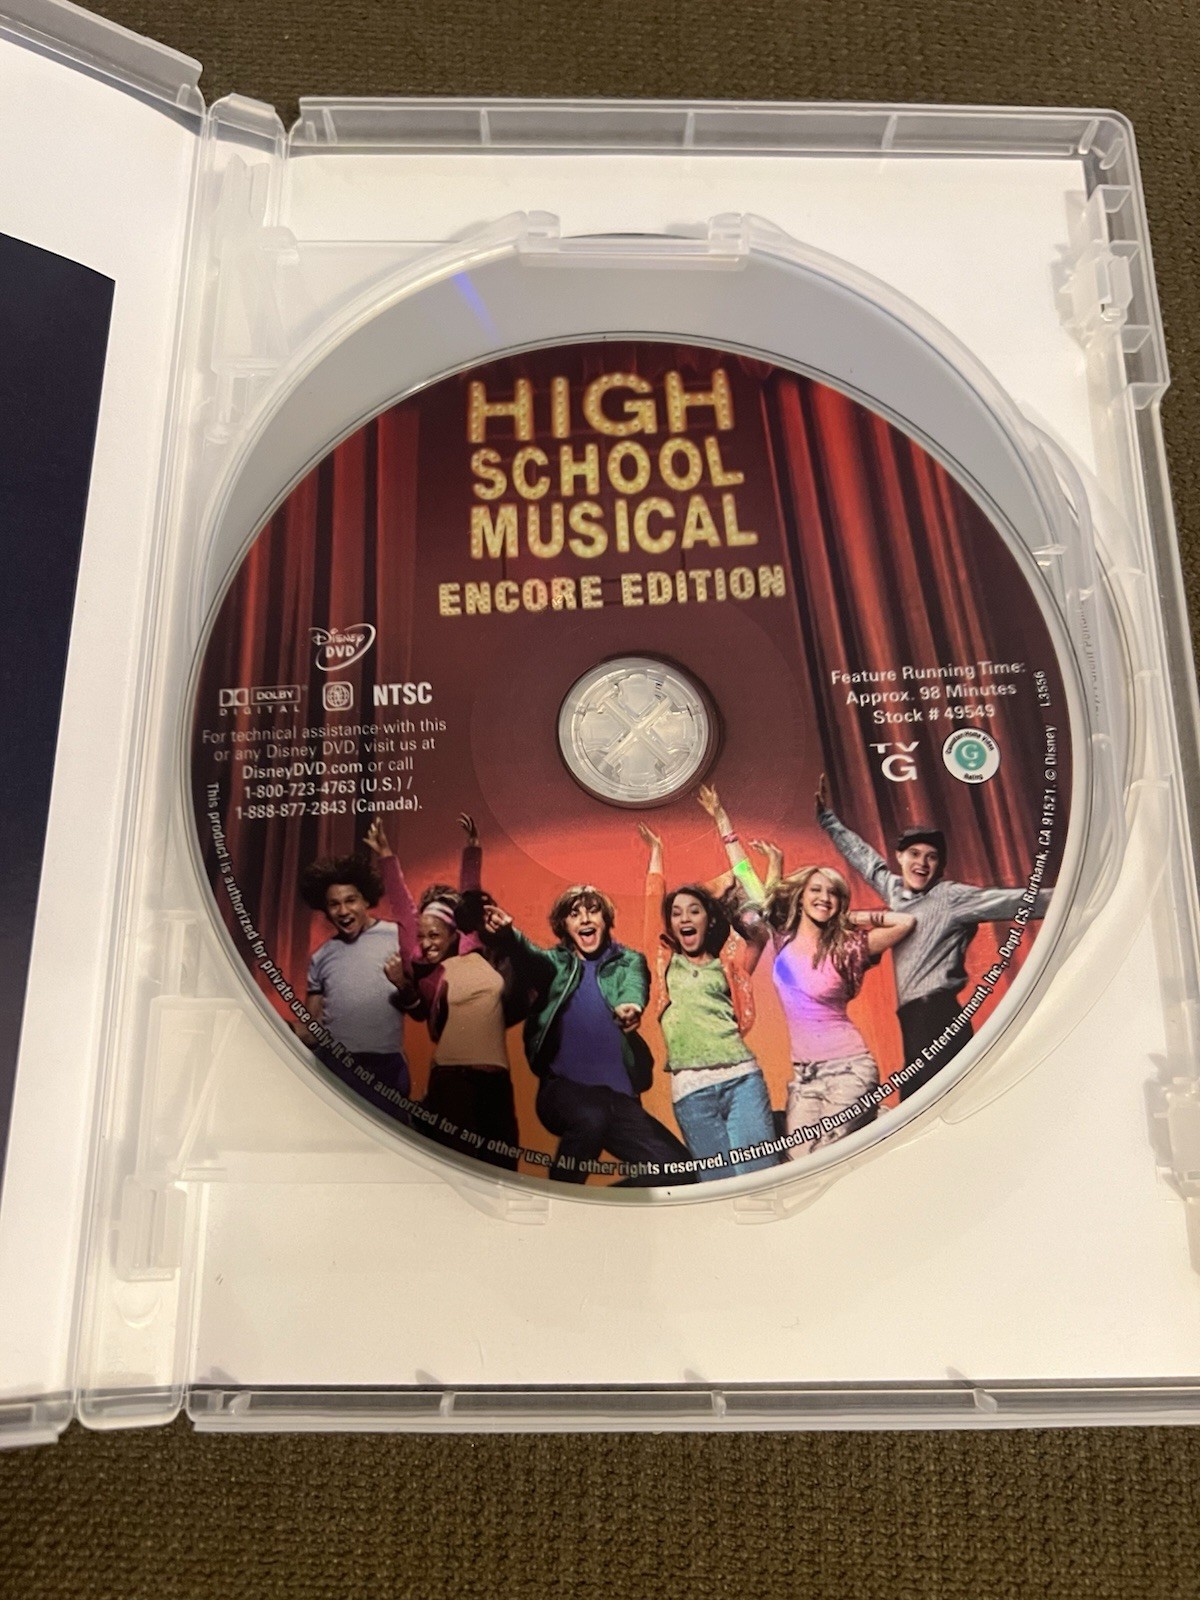 HIGH
SCHOOL
MUSICAL
ENCORE EDITION
Disney
DVD
DOLBY
DIGITAL
NTSC
For technical assistance with this
or any Disney DVD, visit us at
DisneyDVD.com or call
1-800-723-4763 (U.S.) /
1-888-877-2843 (Canada).
Feature Running Time:
Approx. 98 Minutes
Stock # 49549
TV
G
Canadian Home Video
G
Rating
This product is authorized for private use only. It is not authorized for any other use. All other rights reserved. Distributed by Buena Vista Home Entertainment, Inc., Dept. CS, Burbank, CA 91521. © Disney L3556